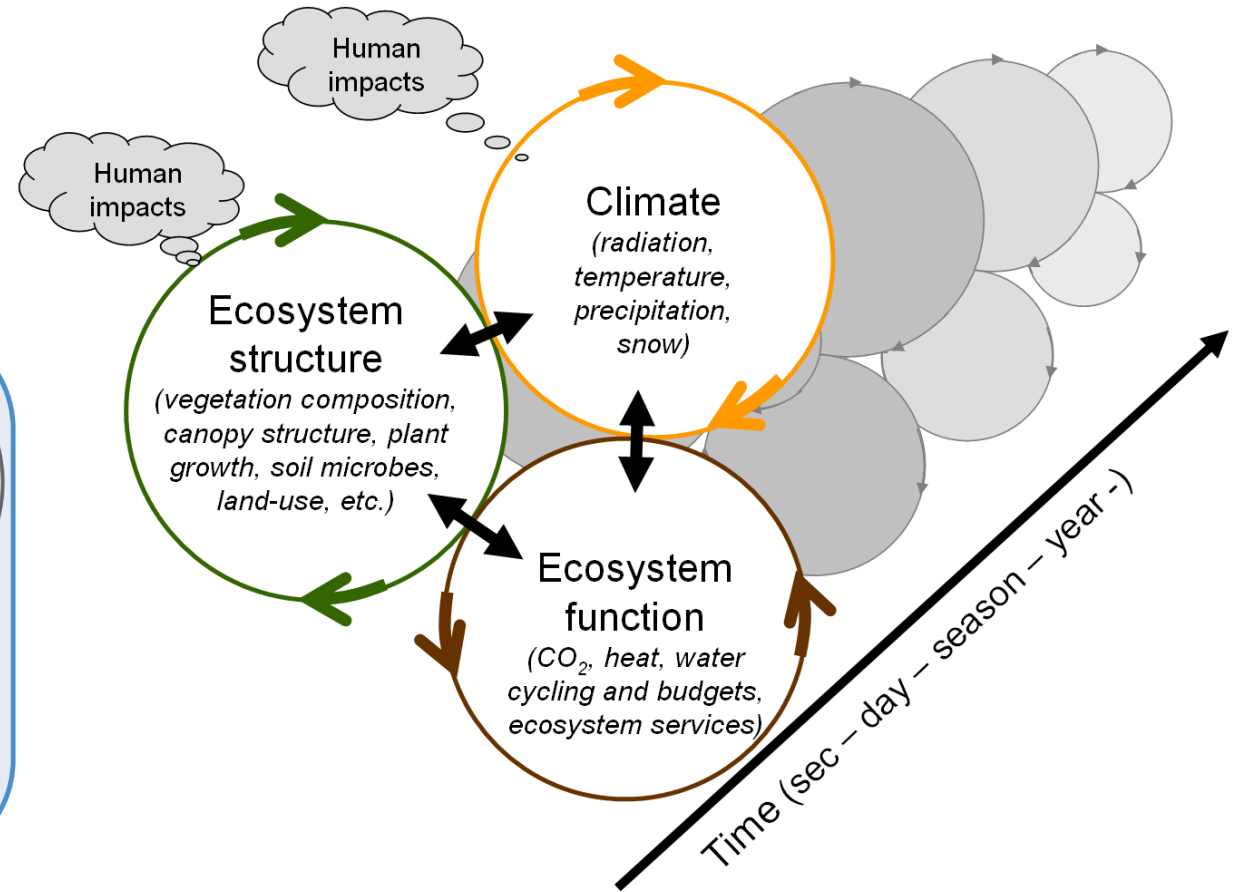 Human
impacts
Human
impacts
Climate
(radiation,
temperature,
precipitation,
snow)
Ecosystem
structure
(vegetation composition,
canopy structure, plant
growth, soil microbes,
land-use, etc.)
Ecosystem
function
(CO₂, heat, water
cycling and budgets,
ecosystem services)
Time (sec – day – season – year -)